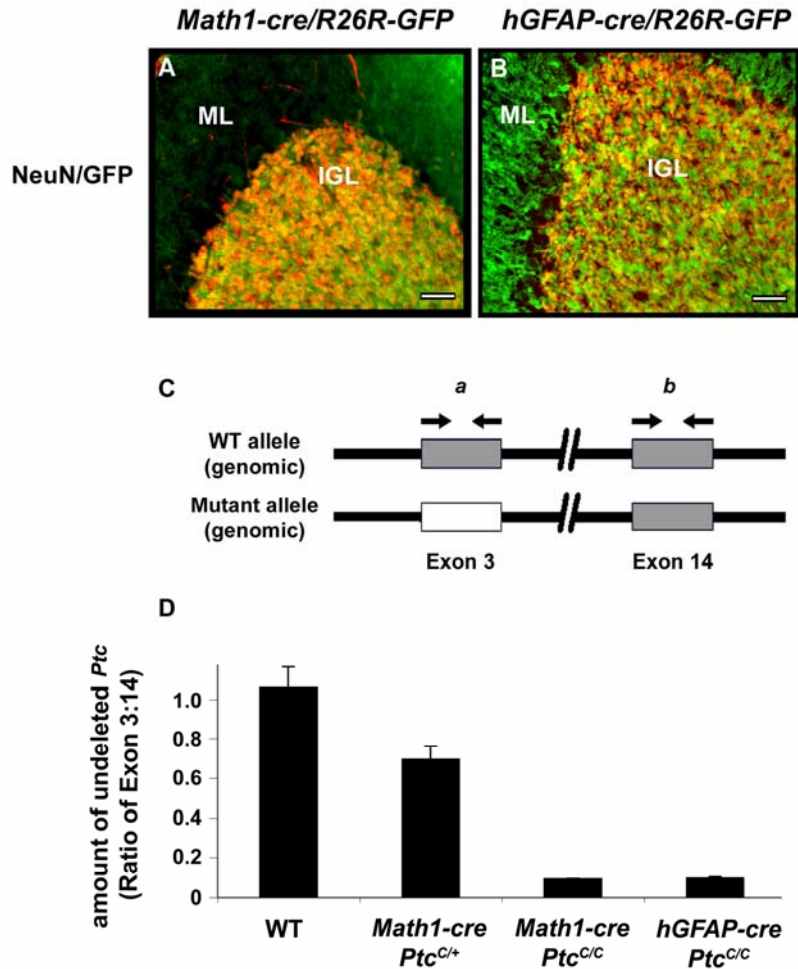 Math1-cre/R26R-GFP
hGFAP-cre/R26R-GFP
NeuN/GFP
A
ML
IGL
B
ML
IGL
C
a
b
WT allele
(genomic)
Mutant allele
(genomic)
Exon 3
Exon 14
D
amount of undeleted Ptc
(Ratio of Exon 3:14)
1.0
0.8
0.6
0.4
0.2
0
WT
Math1-cre
Ptc^C/+
Math1-cre
Ptc^C/C
hGFAP-cre
Ptc^C/C